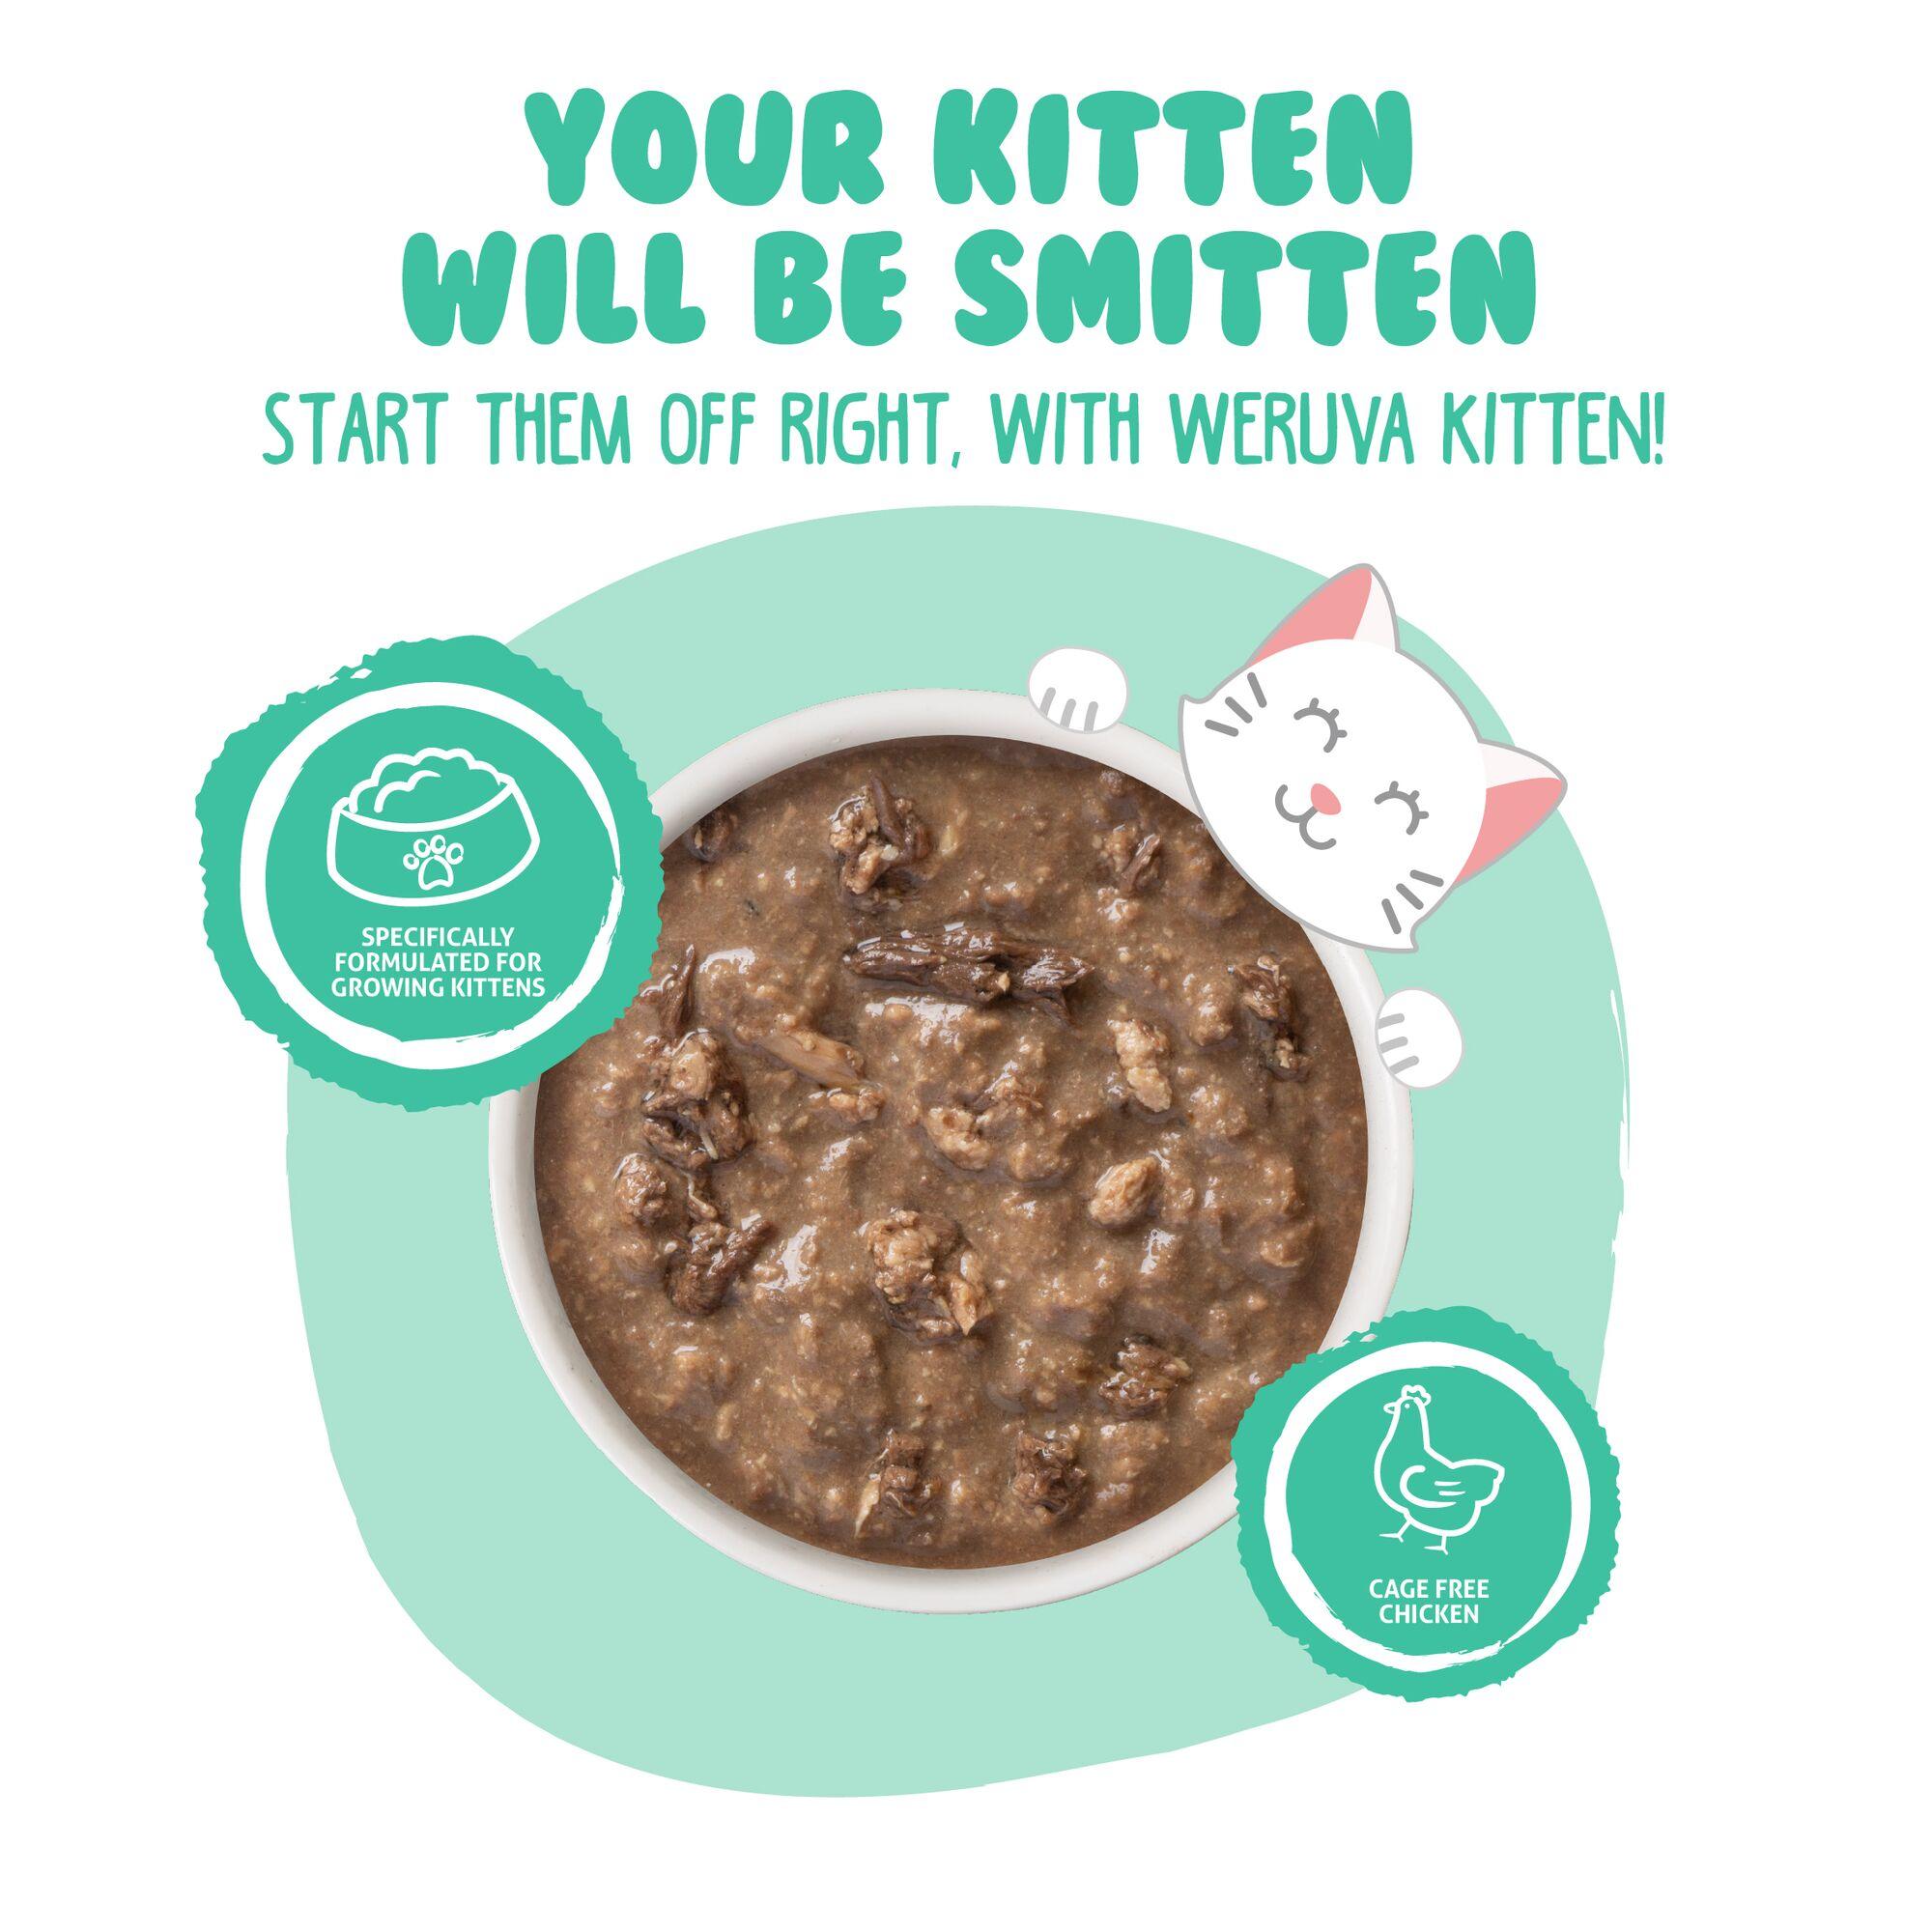 YOUR KITTEN
WILL BE SMITTEN
START THEM OFF RIGHT, WITH WERUVA KITTEN!
SPECIFICALLY
FORMULATED FOR
GROWING KITTENS
CAGE FREE
CHICKEN